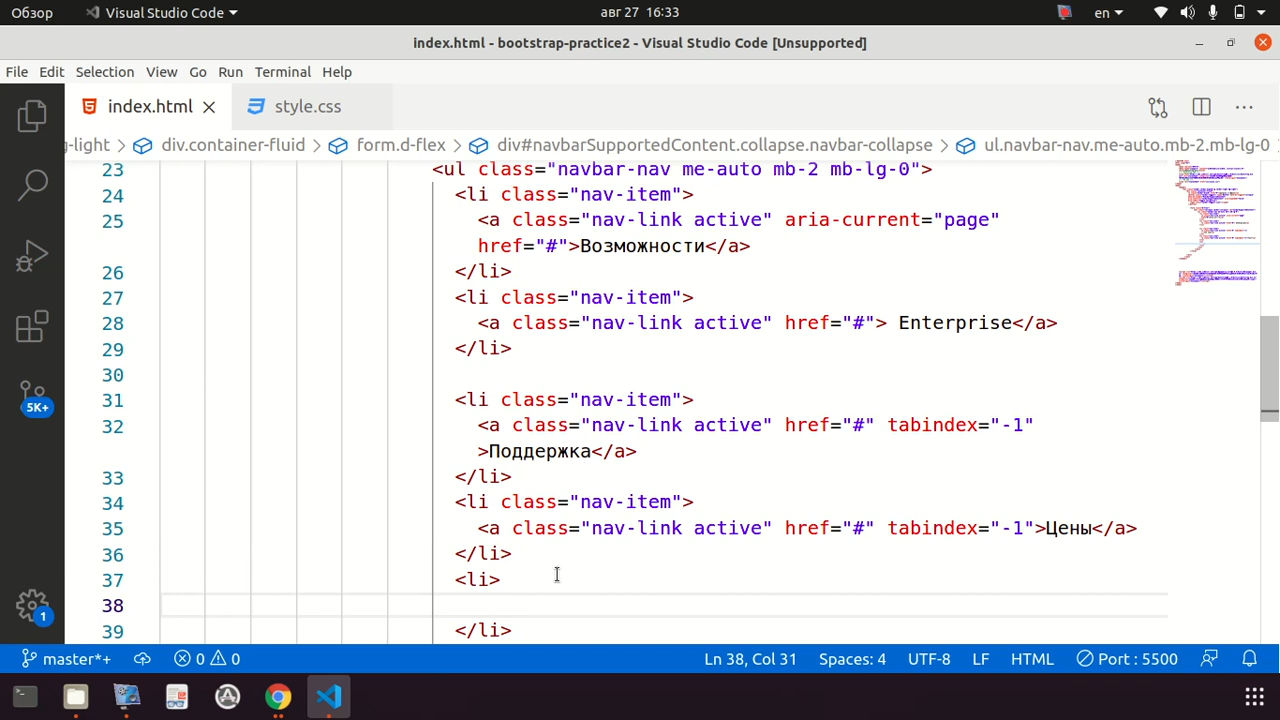 Обзор Visual Studio Code авг 27 16:33 en
index.html - bootstrap-practice2 - Visual Studio Code [Unsupported]
File Edit Selection View Go Run Terminal Help
index.html style.css
g-light > div.container-fluid > form.d-flex > div#navbarSupportedContent.collapse.navbar-collapse > ul.navbar-nav.me-auto.mb-2.mb-lg-0
23 <ul class="navbar-nav me-auto mb-2 mb-lg-0">
24 <li class="nav-item">
25 <a class="nav-link active" aria-current="page"
href="#">Возможности</a>
26 </li>
27 <li class="nav-item">
28 <a class="nav-link active" href="#"> Enterprise</a>
29 </li>
30
31 <li class="nav-item">
32 <a class="nav-link active" href="#" tabindex="-1"
>Поддержка</a>
33 </li>
34 <li class="nav-item">
35 <a class="nav-link active" href="#" tabindex="-1">Цены</a>
36 </li>
37 <li>
38
39 </li>
5K+
1
master*+ 0 0 Ln 38, Col 31 Spaces: 4 UTF-8 LF HTML Port : 5500